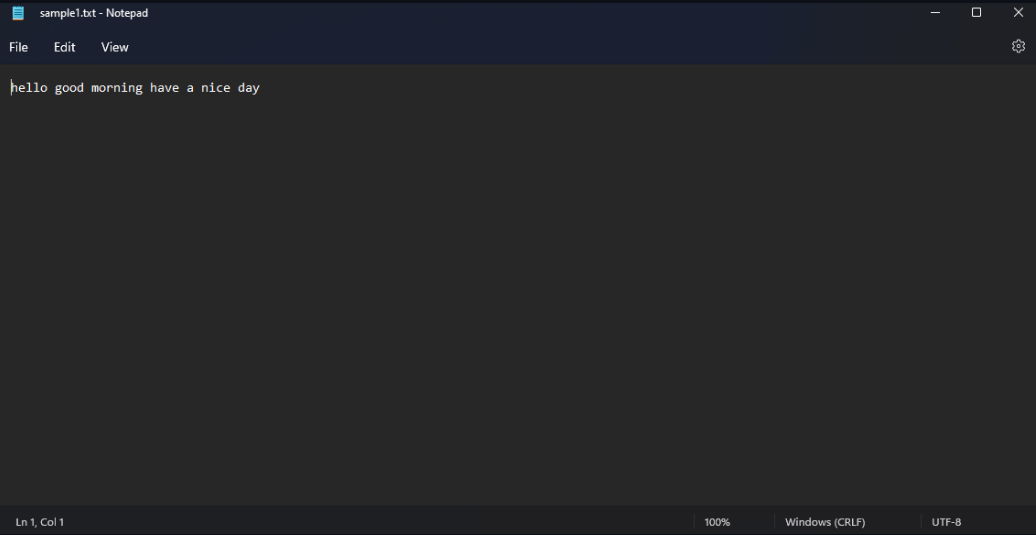 sample1.txt - Notepad
File Edit View
hello good morning have a nice day
Ln 1, Col 1 100% Windows (CRLF) UTF-8